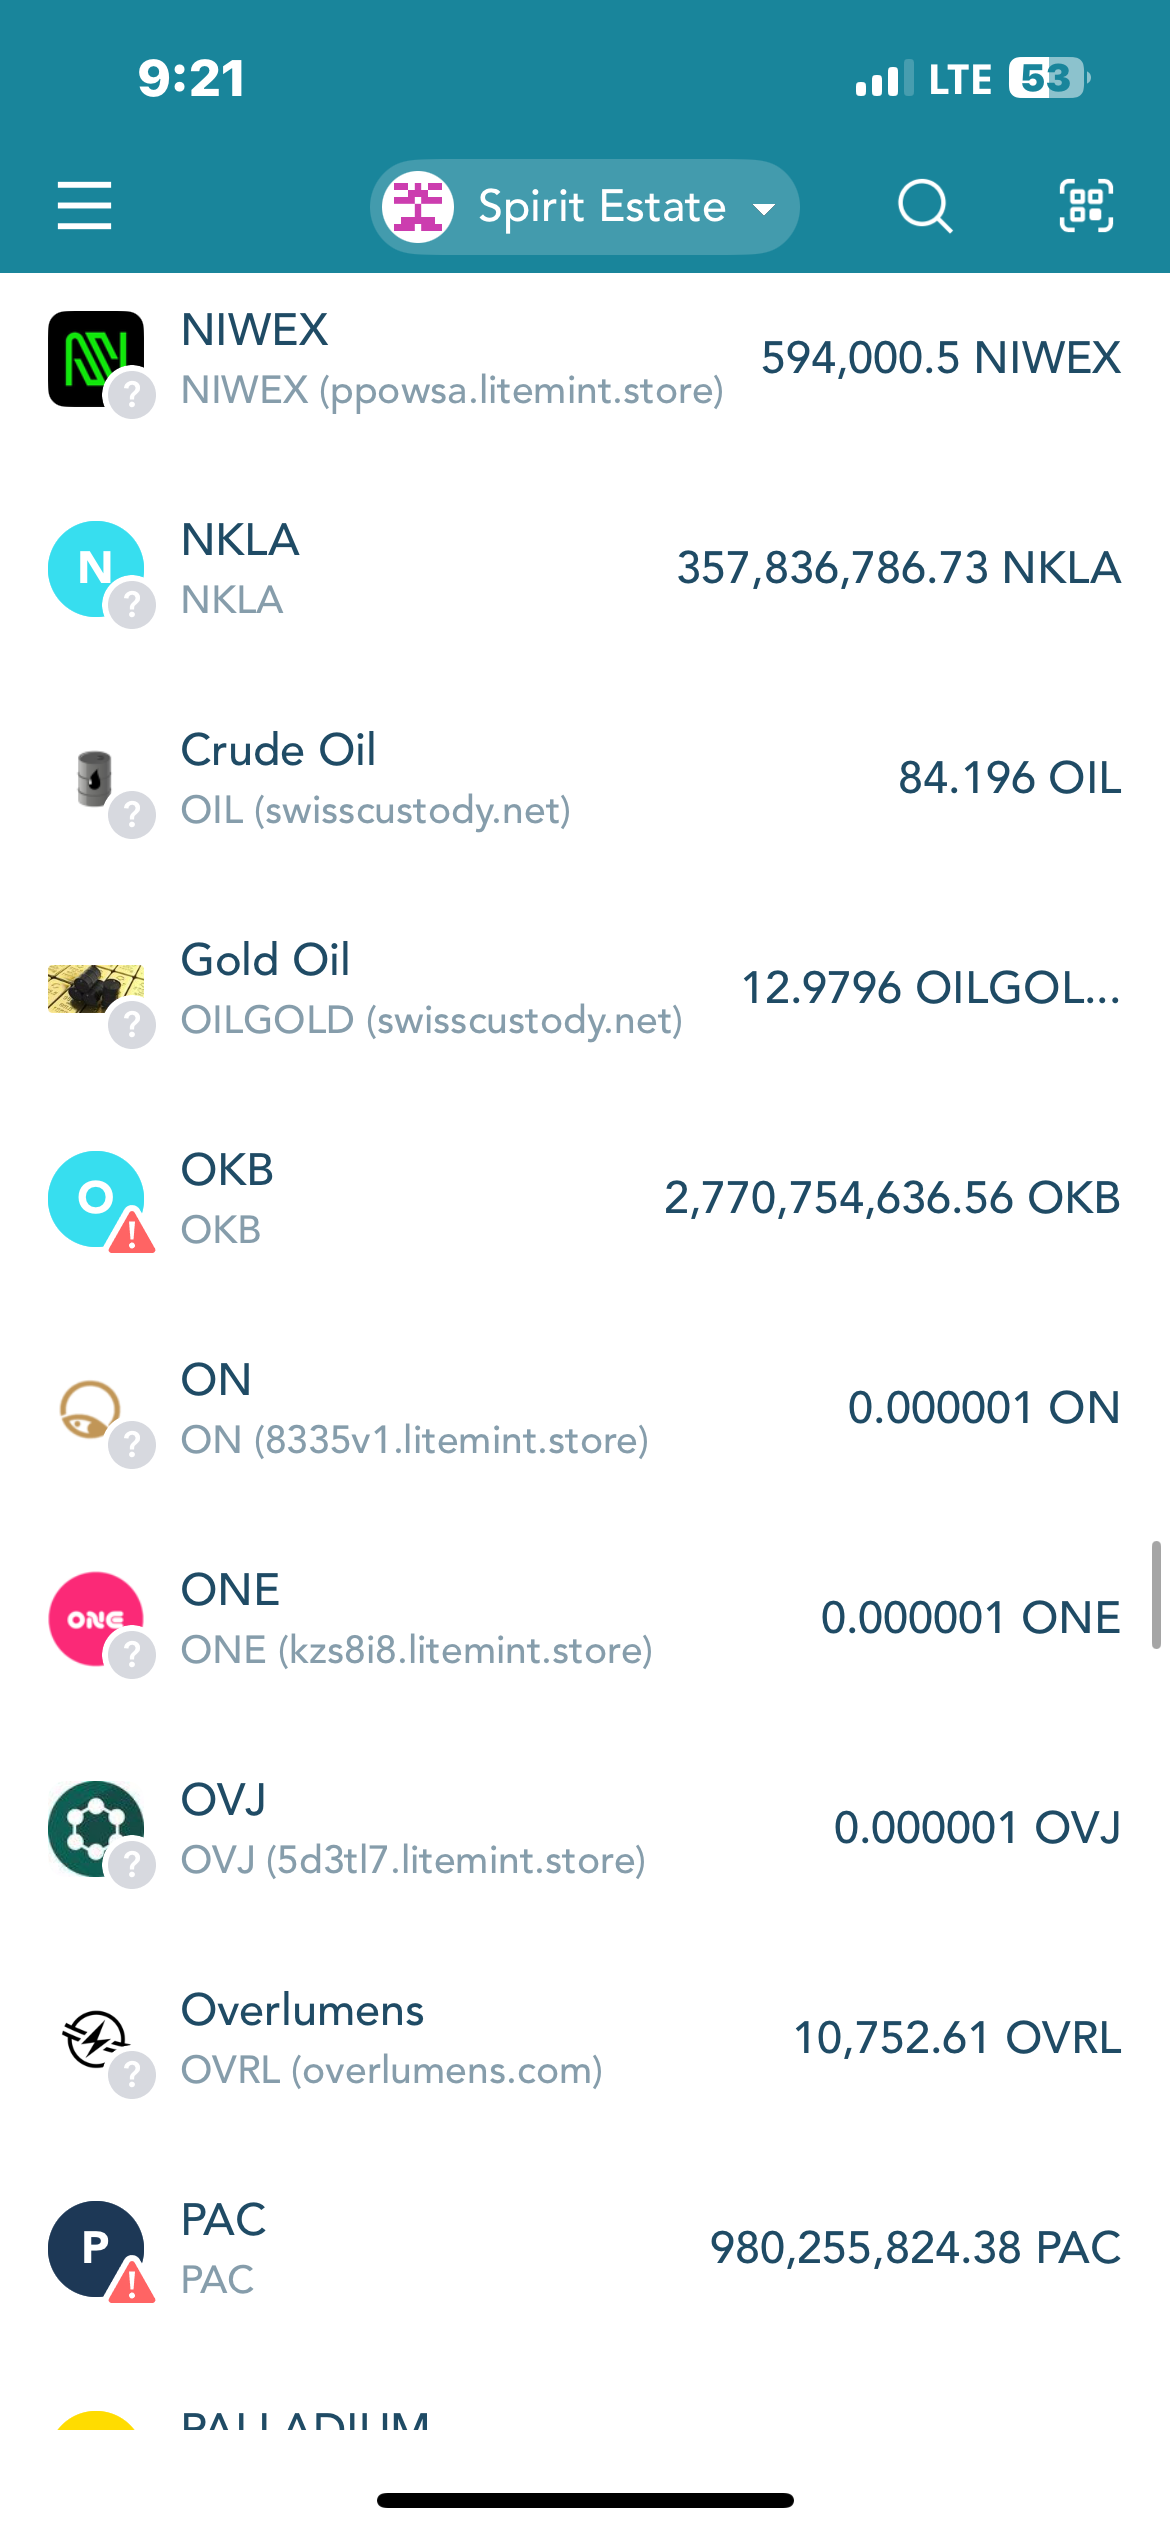 9:21
LTE 53
Spirit Estate
NIWEX
594,000.5 NIWEX
NIWEX (ppowsa.litemint.store)
N
NKLA
357,836,786.73 NKLA
NKLA
Crude Oil
84.196 OIL
OIL (swisscustody.net)
Gold Oil
12.9796 OILGOL...
OILGOLD (swisscustody.net)
O
OKB
2,770,754,636.56 OKB
OKB
ON
0.000001 ON
ON (8335v1.litemint.store)
ONE
ONE
0.000001 ONE
ONE (kzs8i8.litemint.store)
OVJ
0.000001 OVJ
OVJ (5d3tl7.litemint.store)
Overlumens
10,752.61 OVRL
OVRL (overlumens.com)
P
PAC
980,255,824.38 PAC
PAC
PALLADIUM